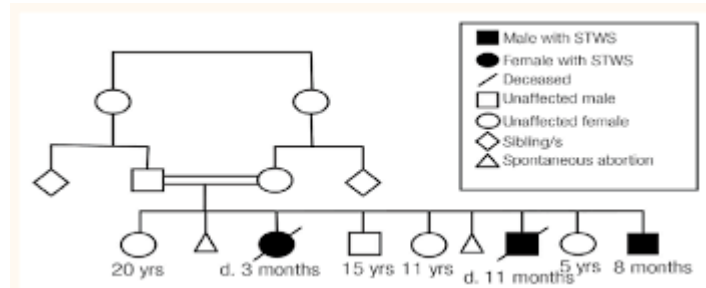 Male with STWS
Female with STWS
Deceased
Unaffected male
Unaffected female
Sibling/s
Spontaneous abortion
20 yrs
d. 3 months
15 yrs
11 yrs
d. 11 months
5 yrs
8 months